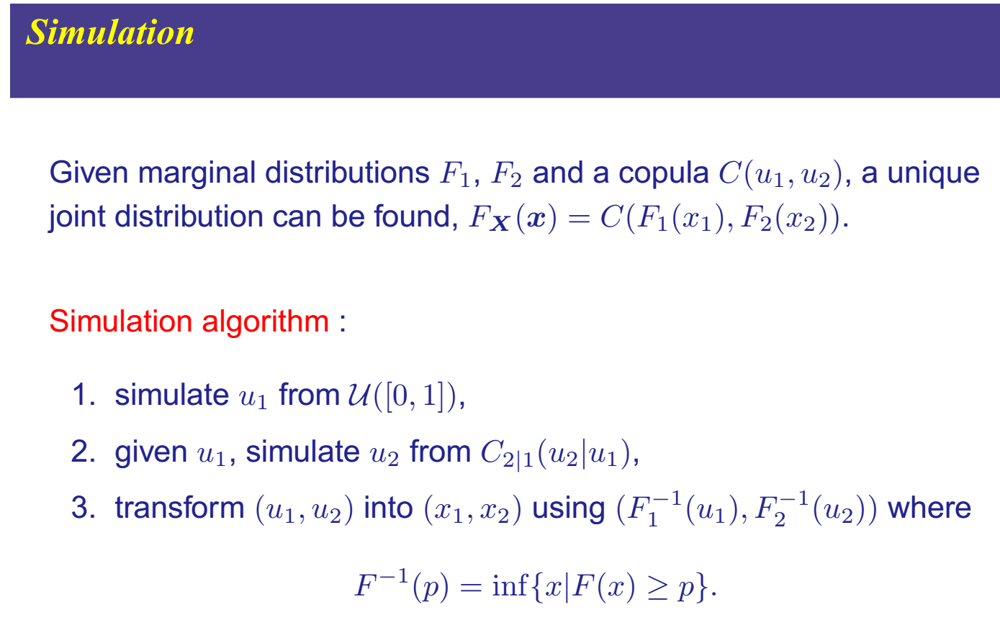 Simulation
Given marginal distributions $F_1$, $F_2$ and a copula $C(u_1, u_2)$, a unique
joint distribution can be found, $F_{\boldsymbol{X}}(\boldsymbol{x}) = C(F_1(x_1), F_2(x_2))$.
Simulation algorithm :
1. simulate $u_1$ from $\mathcal{U}([0, 1])$,
2. given $u_1$, simulate $u_2$ from $C_{2|1}(u_2|u_1)$,
3. transform $(u_1, u_2)$ into $(x_1, x_2)$ using $(F_1^{-1}(u_1), F_2^{-1}(u_2))$ where
$F^{-1}(p) = \inf\{x|F(x) \geq p\}.$